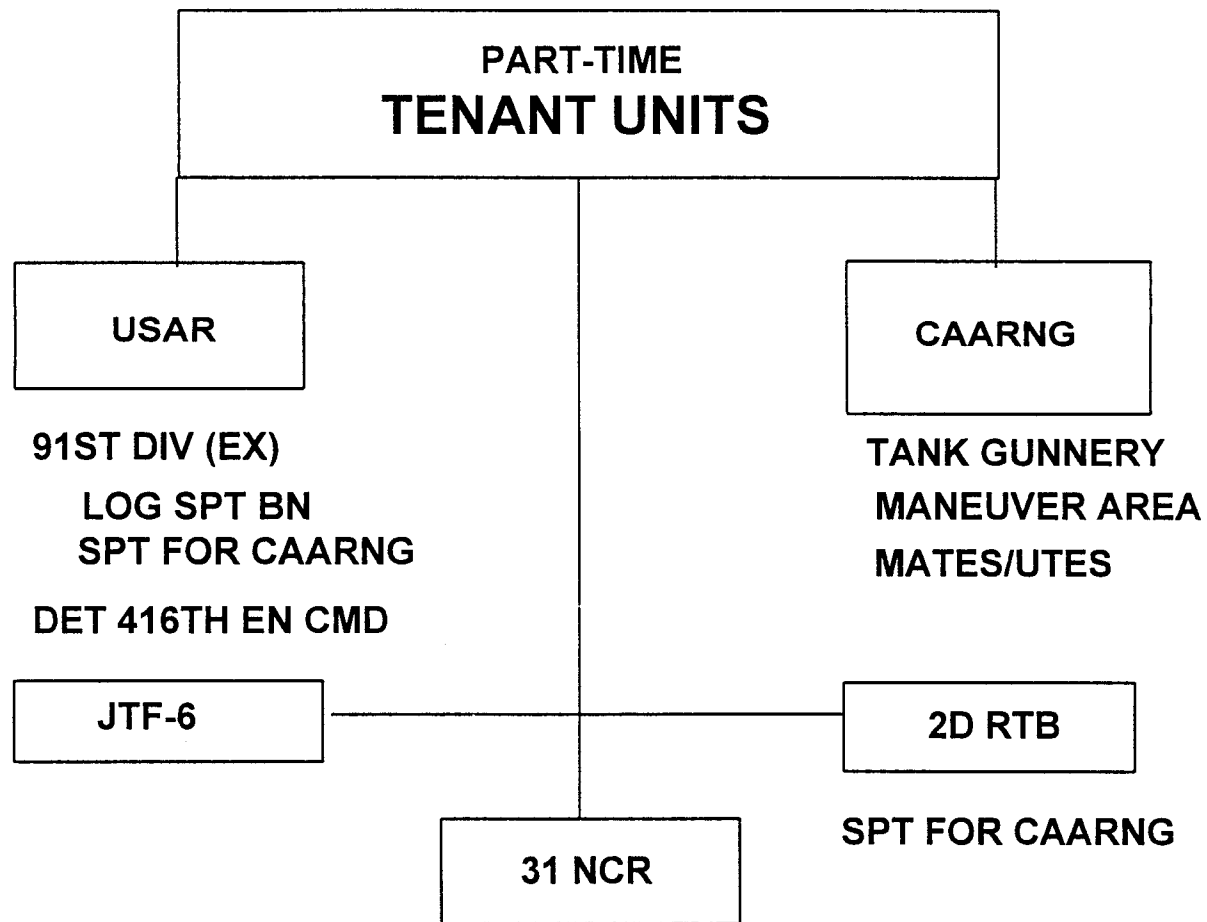 PART-TIME
TENANT UNITS
USAR
CAARNG
91ST DIV (EX)
LOG SPT BN
SPT FOR CAARNG
DET 416TH EN CMD
TANK GUNNERY
MANEUVER AREA
MATES/UTES
JTF-6
2D RTB
SPT FOR CAARNG
31 NCR